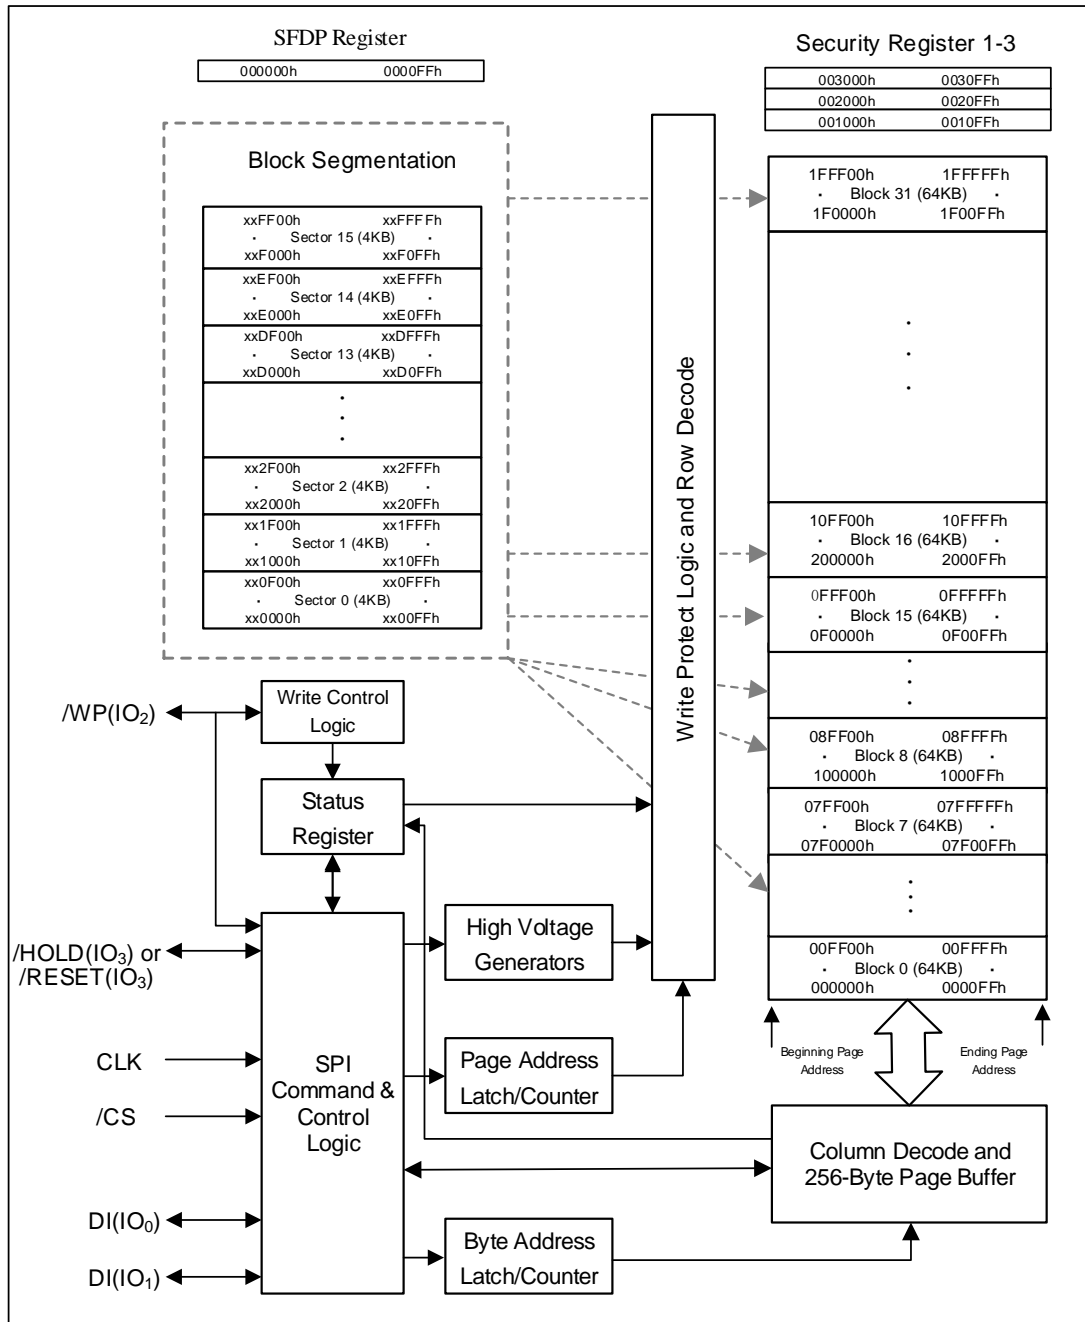 SFDP Register
000000h 0000FFh
Security Register 1-3
003000h 0030FFh
002000h 0020FFh
001000h 0010FFh
Block Segmentation
xxFF00h xxFFFFh
· Sector 15 (4KB) ·
xxF000h xxF0FFh
xxEF00h xxEFFFh
· Sector 14 (4KB) ·
xxE000h xxE0FFh
xxDF00h xxDFFFh
· Sector 13 (4KB) ·
xxD000h xxD0FFh
xx2F00h xx2FFFh
· Sector 2 (4KB) ·
xx2000h xx20FFh
xx1F00h xx1FFFh
· Sector 1 (4KB) ·
xx1000h xx10FFh
xx0F00h xx0FFFh
· Sector 0 (4KB) ·
xx0000h xx00FFh
Write Protect Logic and Row Decode
1FFF00h 1FFFFFh
· Block 31 (64KB) ·
1F0000h 1F00FFh
10FF00h 10FFFFh
· Block 16 (64KB) ·
200000h 2000FFh
0FFF00h 0FFFFFh
· Block 15 (64KB) ·
0F0000h 0F00FFh
08FF00h 08FFFFh
· Block 8 (64KB) ·
100000h 1000FFh
07FF00h 07FFFFFh
· Block 7 (64KB) ·
07F0000h 07F00FFh
00FF00h 00FFFFh
· Block 0 (64KB) ·
000000h 0000FFh
Beginning Page
Address
Ending Page
Address
/WP(IO₂)
Write Control
Logic
Status
Register
/HOLD(IO₃) or
/RESET(IO₃)
High Voltage
Generators
CLK
/CS
SPI
Command &
Control
Logic
Page Address
Latch/Counter
Column Decode and
256-Byte Page Buffer
DI(IO₀)
DI(IO₁)
Byte Address
Latch/Counter